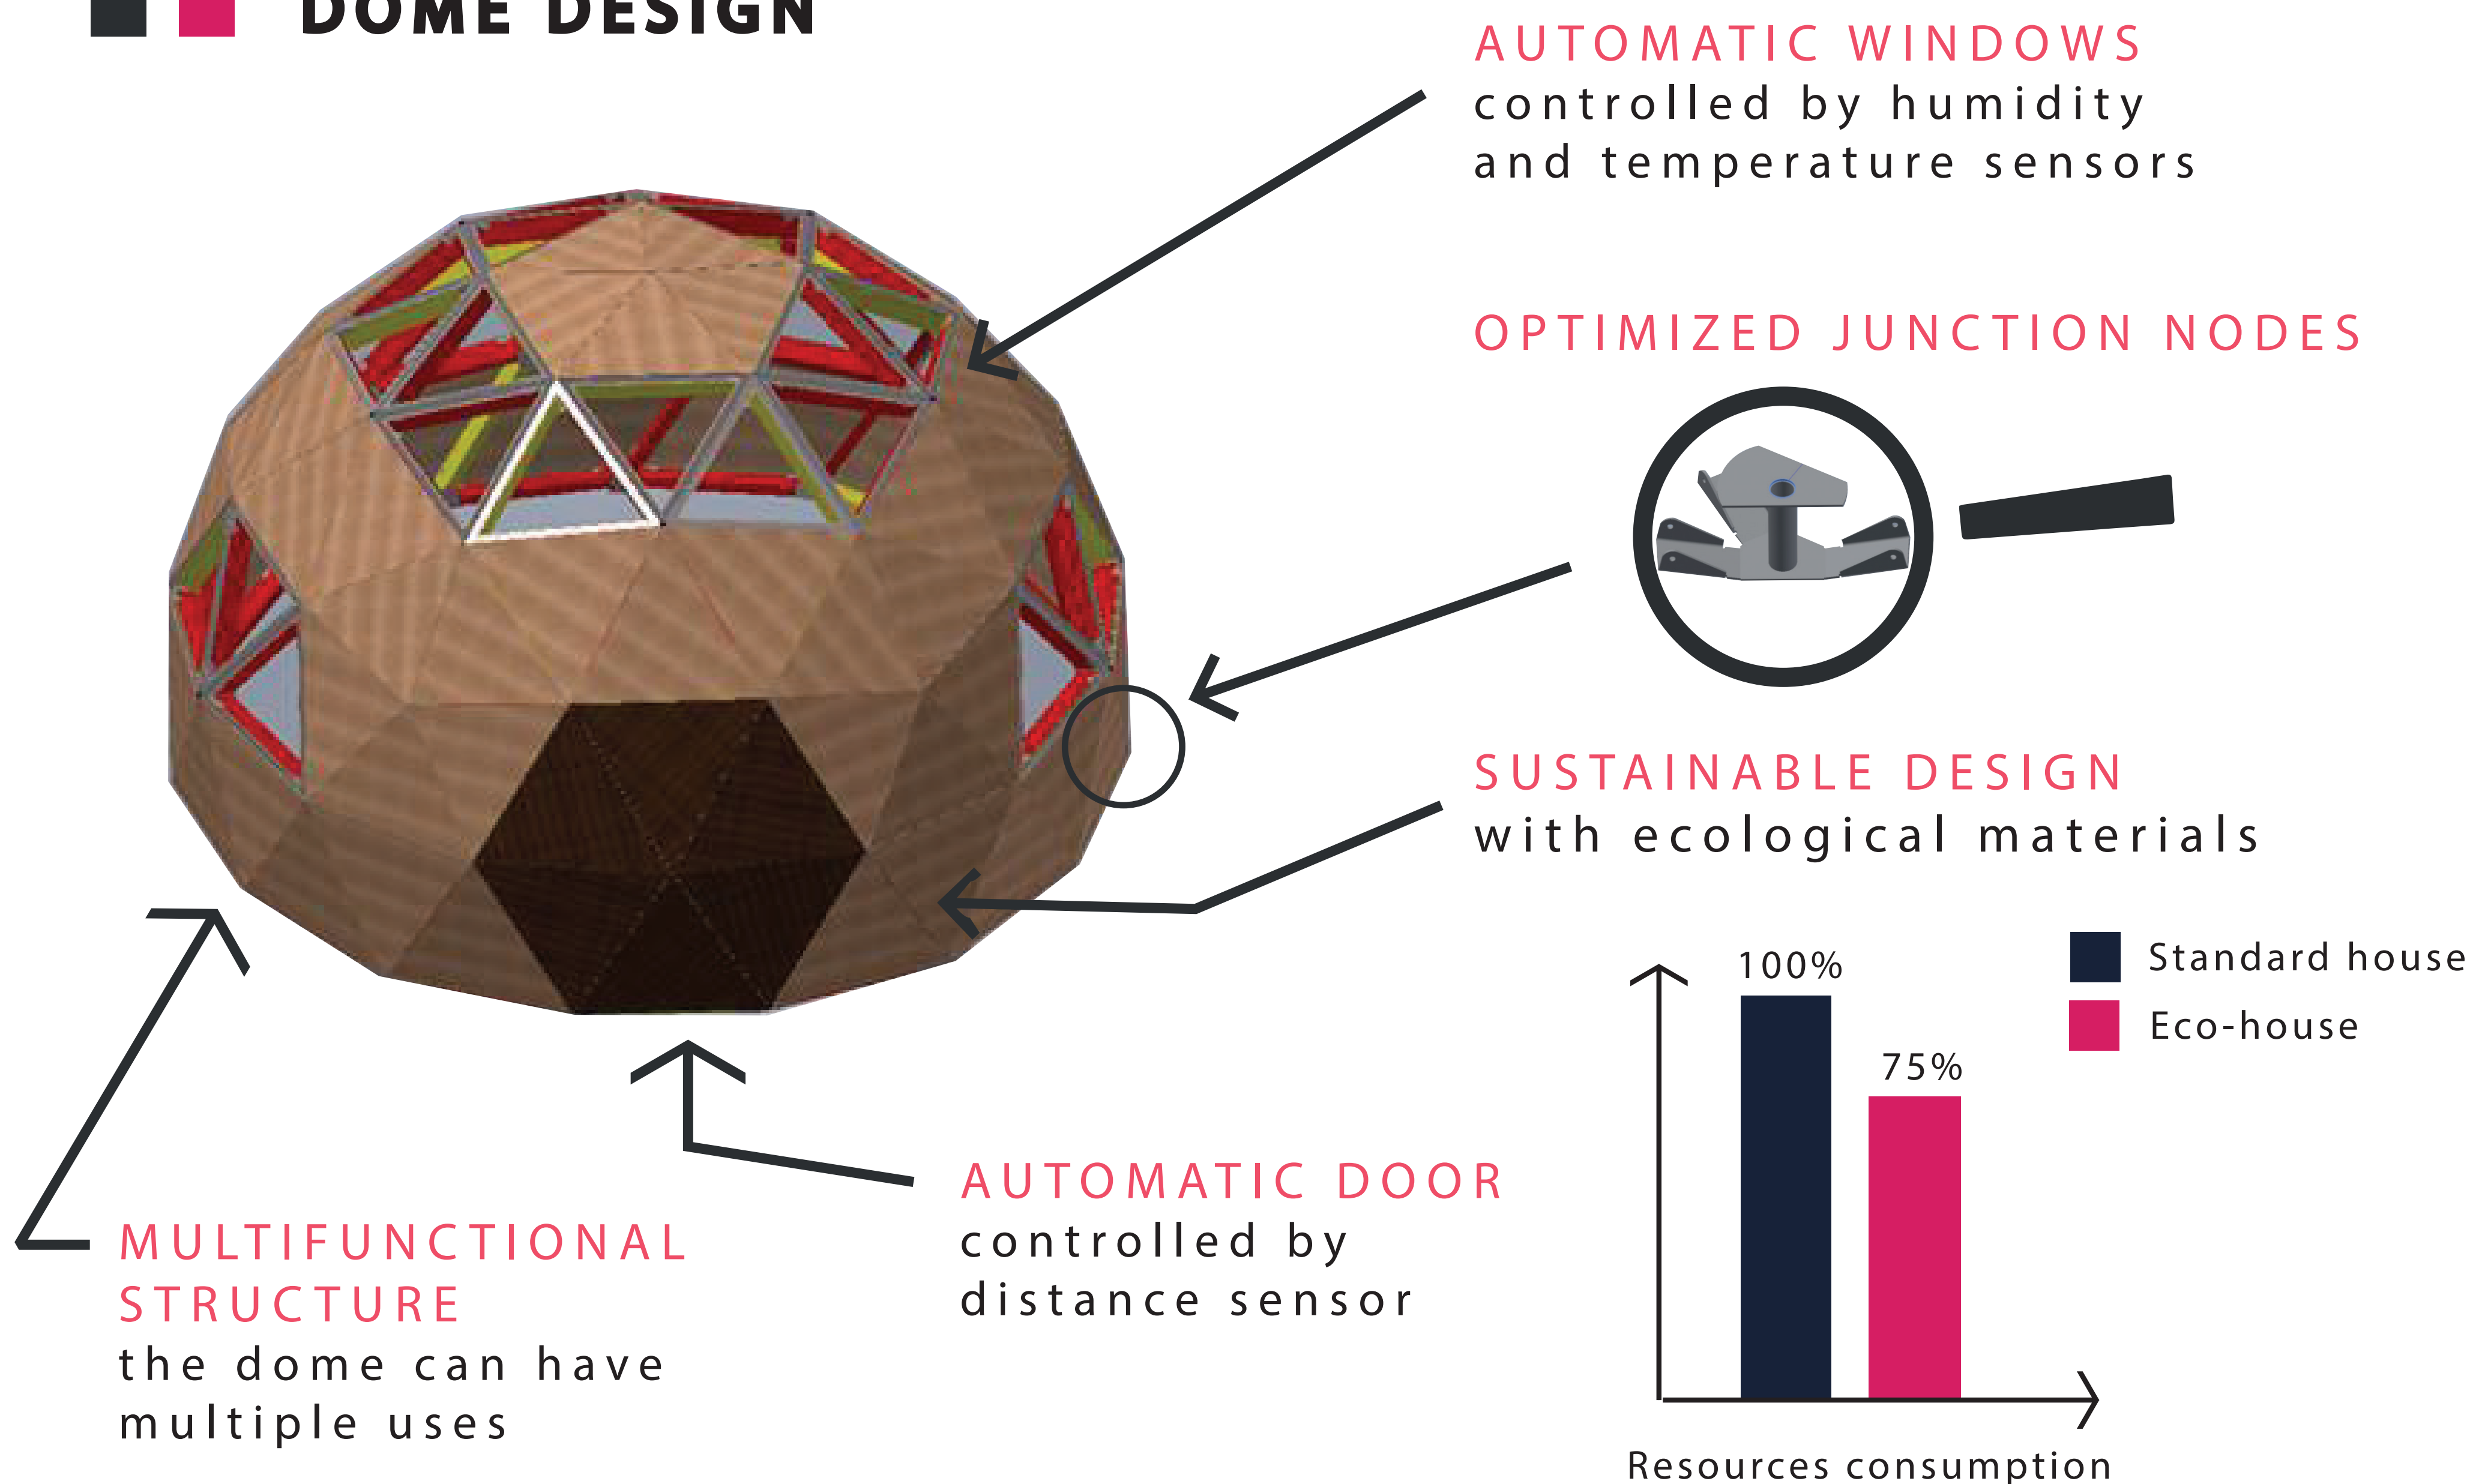 DOME DESIGN
AUTOMATIC WINDOWS
controlled by humidity
and temperature sensors
OPTIMIZED JUNCTION NODES
SUSTAINABLE DESIGN
with ecological materials
100%
75%
Standard house
Eco-house
Resources consumption
AUTOMATIC DOOR
controlled by
distance sensor
MULTIFUNCTIONAL
STRUCTURE
the dome can have
multiple uses